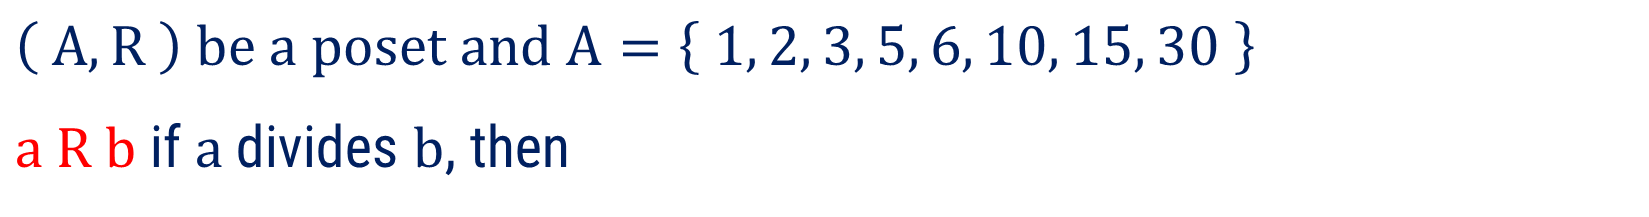 ( A, R ) be a poset and A = { 1, 2, 3, 5, 6, 10, 15, 30 }
a R b if a divides b, then